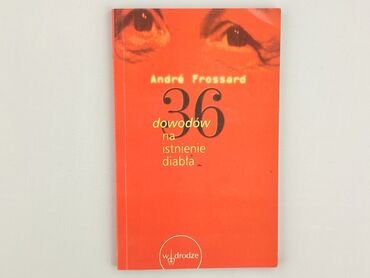 André Frossard
36
dowodów
na
istnienie
diabła
w drodze